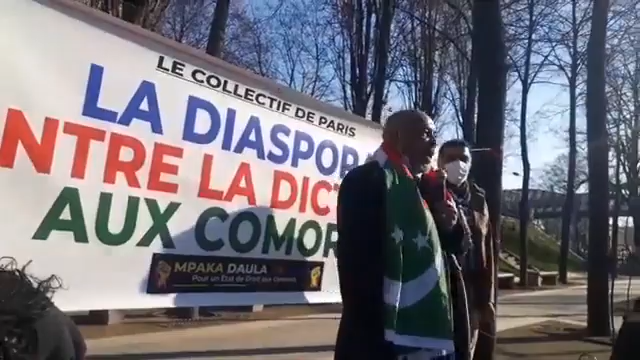 LE COLLECTIF DE PARIS
LA DIASPORA
NTRE LA DICT
AUX COMOR
MPAKA DAULA
Pour un Etat de Droit aux Comores